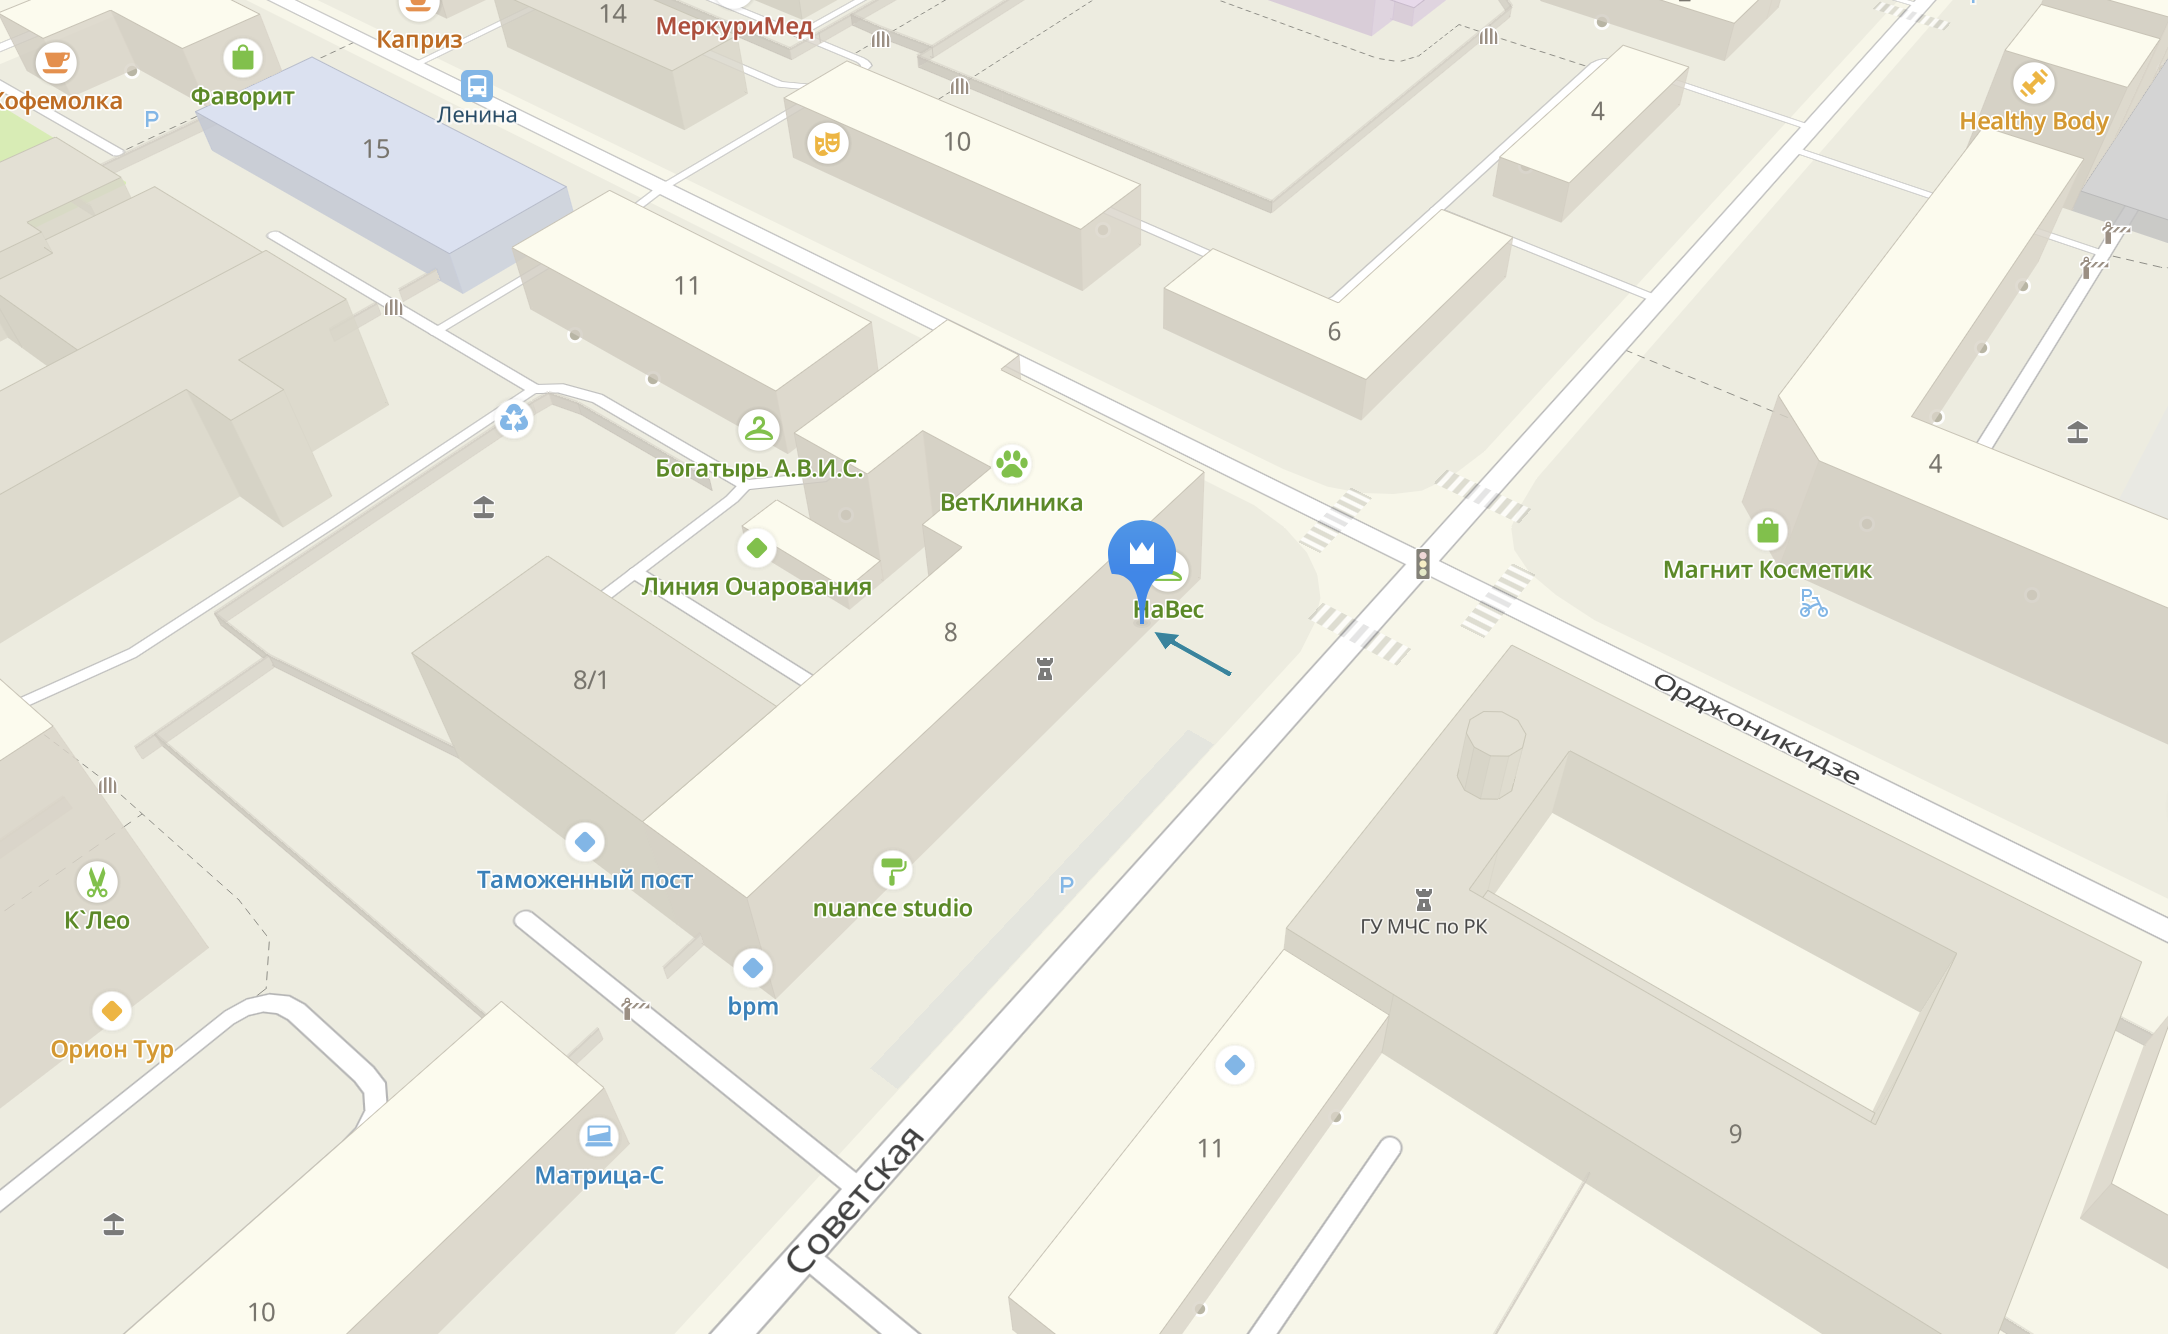 14
МеркуриМед
Каприз
Кофемолка
Фаворит
P
Ленина
15
10
4
Healthy Body
11
6
Богатырь А.В.И.С.
ВетКлиника
4
Магнит Косметик
P
Линия Очарования
НаВес
8
8/1
Орджоникидзе
Таможенный пост
nuance studio
P
К`Лео
ГУ МЧС по РК
bpm
Орион Тур
11
9
Матрица-С
Советская
10